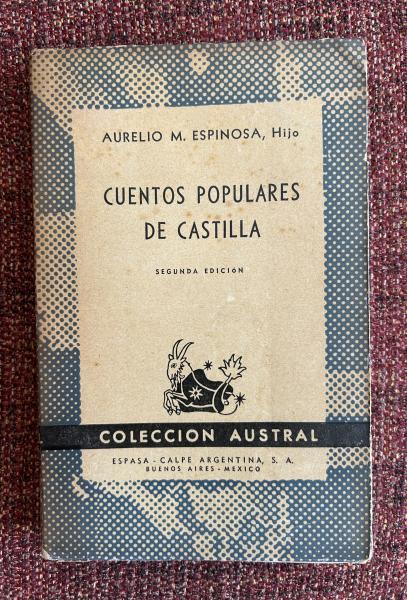 AURELIO M. ESPINOSA, Hijo
CUENTOS POPULARES
DE CASTILLA
SEGUNDA EDICIÓN
COLECCION AUSTRAL
ESPASA - CALPE ARGENTINA, S. A.
BUENOS AIRES - MEXICO